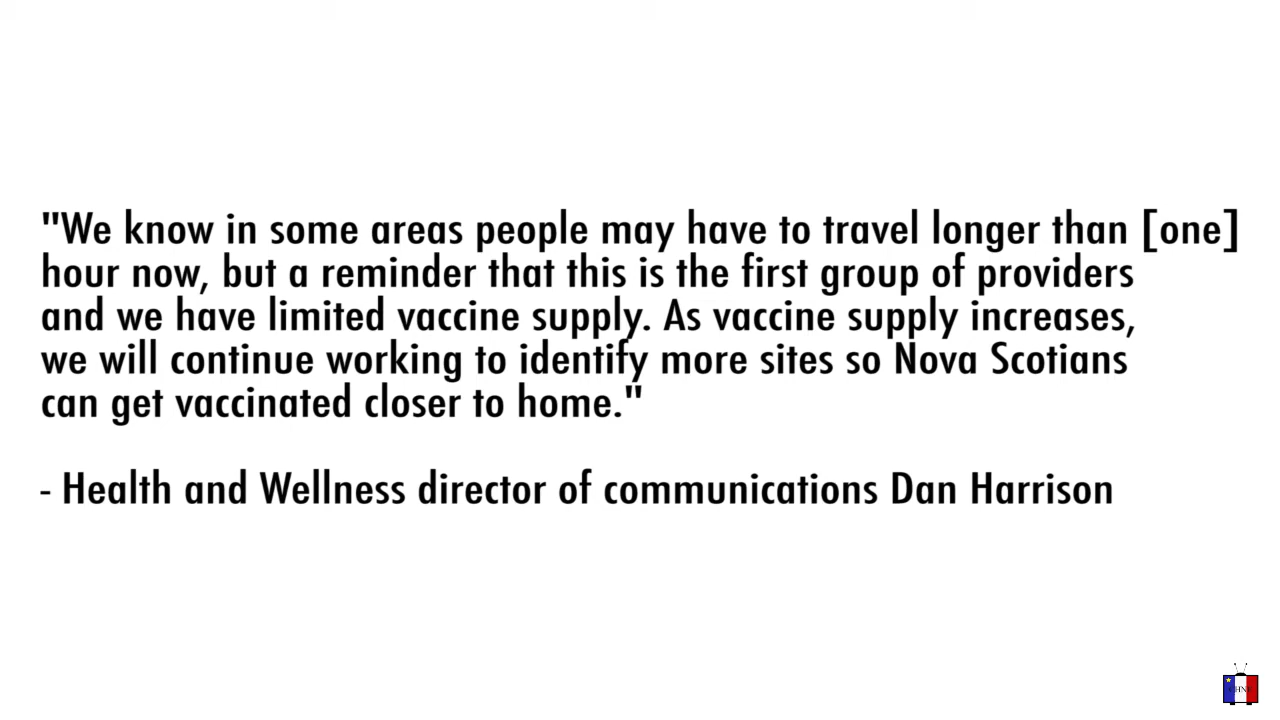 "We know in some areas people may have to travel longer than [one]
hour now, but a reminder that this is the first group of providers
and we have limited vaccine supply. As vaccine supply increases,
we will continue working to identify more sites so Nova Scotians
can get vaccinated closer to home."
- Health and Wellness director of communications Dan Harrison